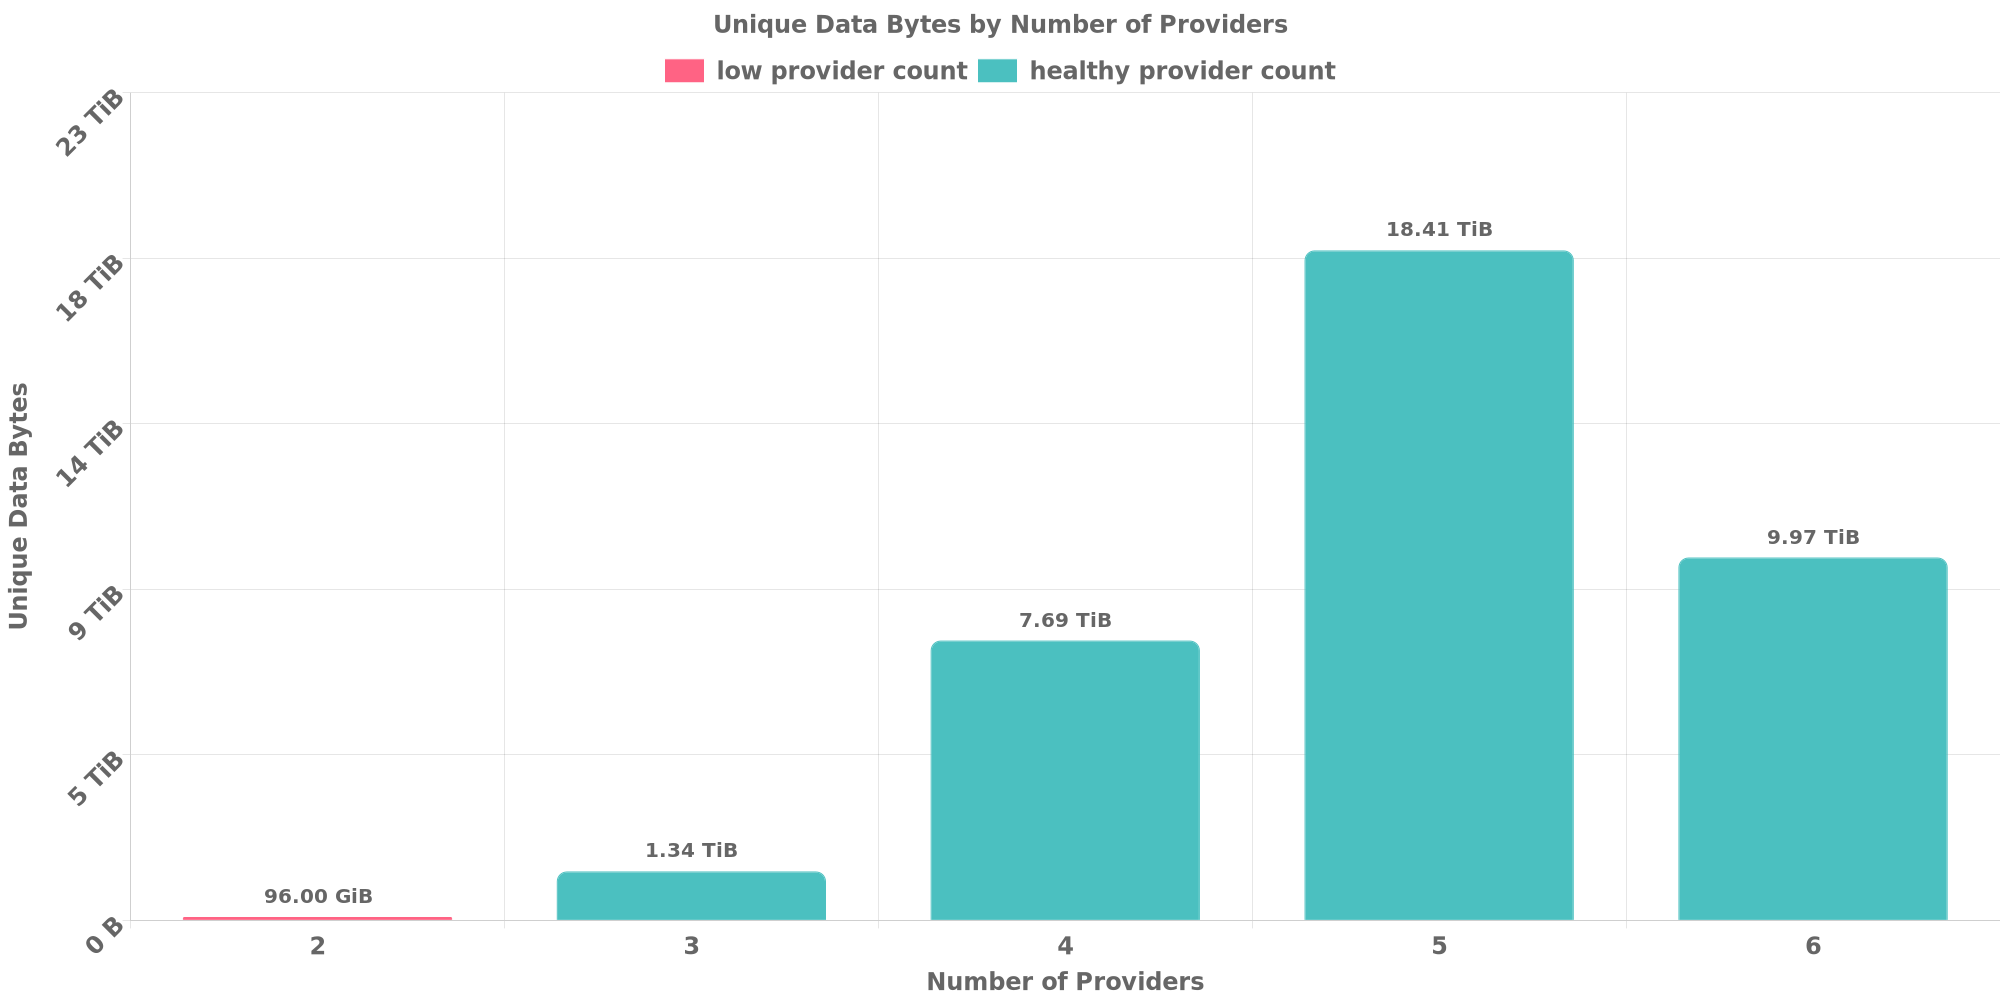 Unique Data Bytes by Number of Providers
low provider count healthy provider count
23 TiB
18 TiB
14 TiB
9 TiB
5 TiB
0 B
Unique Data Bytes
96.00 GiB
1.34 TiB
7.69 TiB
18.41 TiB
9.97 TiB
2 3 4 5 6
Number of Providers